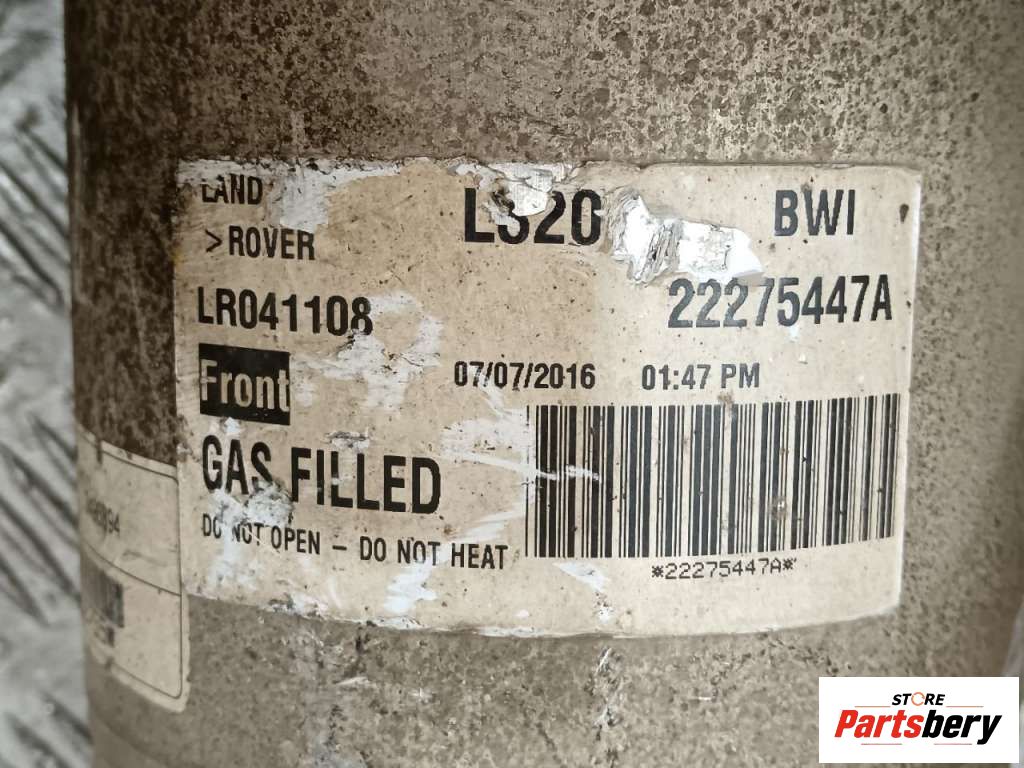 LAND
>ROVER
L320
BWI
LR041108
22275447A
Front
07/07/2016 01:47 PM
GAS FILLED
DO NOT OPEN - DO NOT HEAT
*22275447A*
STORE
Partsbery